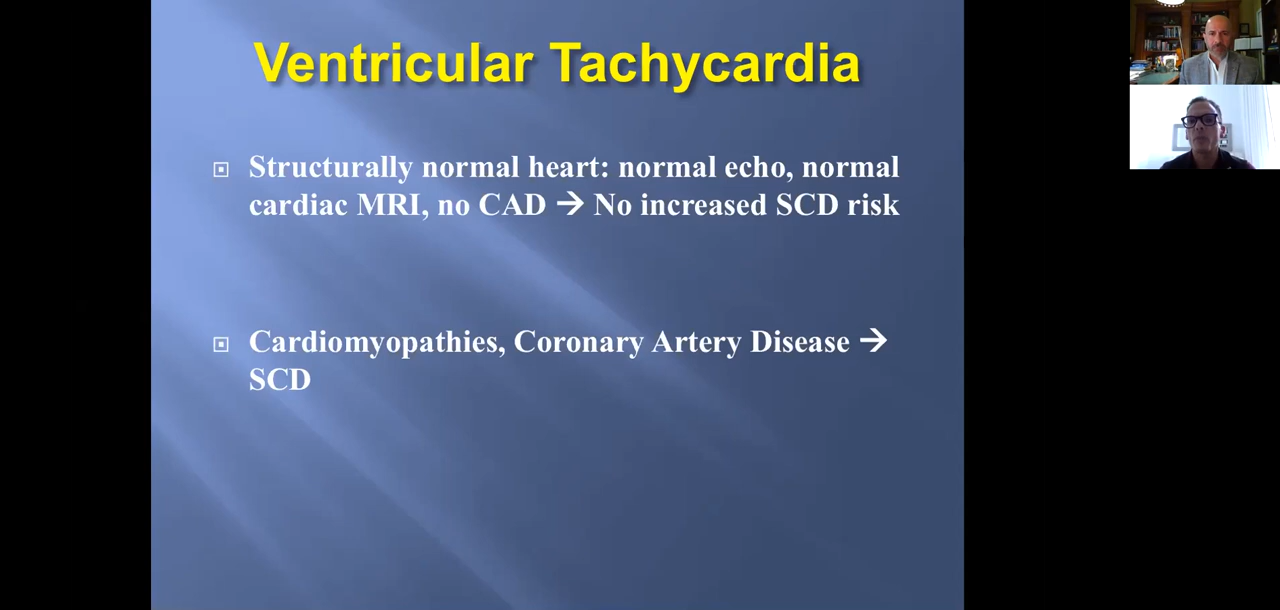 Ventricular Tachycardia
Structurally normal heart: normal echo, normal
cardiac MRI, no CAD → No increased SCD risk
Cardiomyopathies, Coronary Artery Disease →
SCD